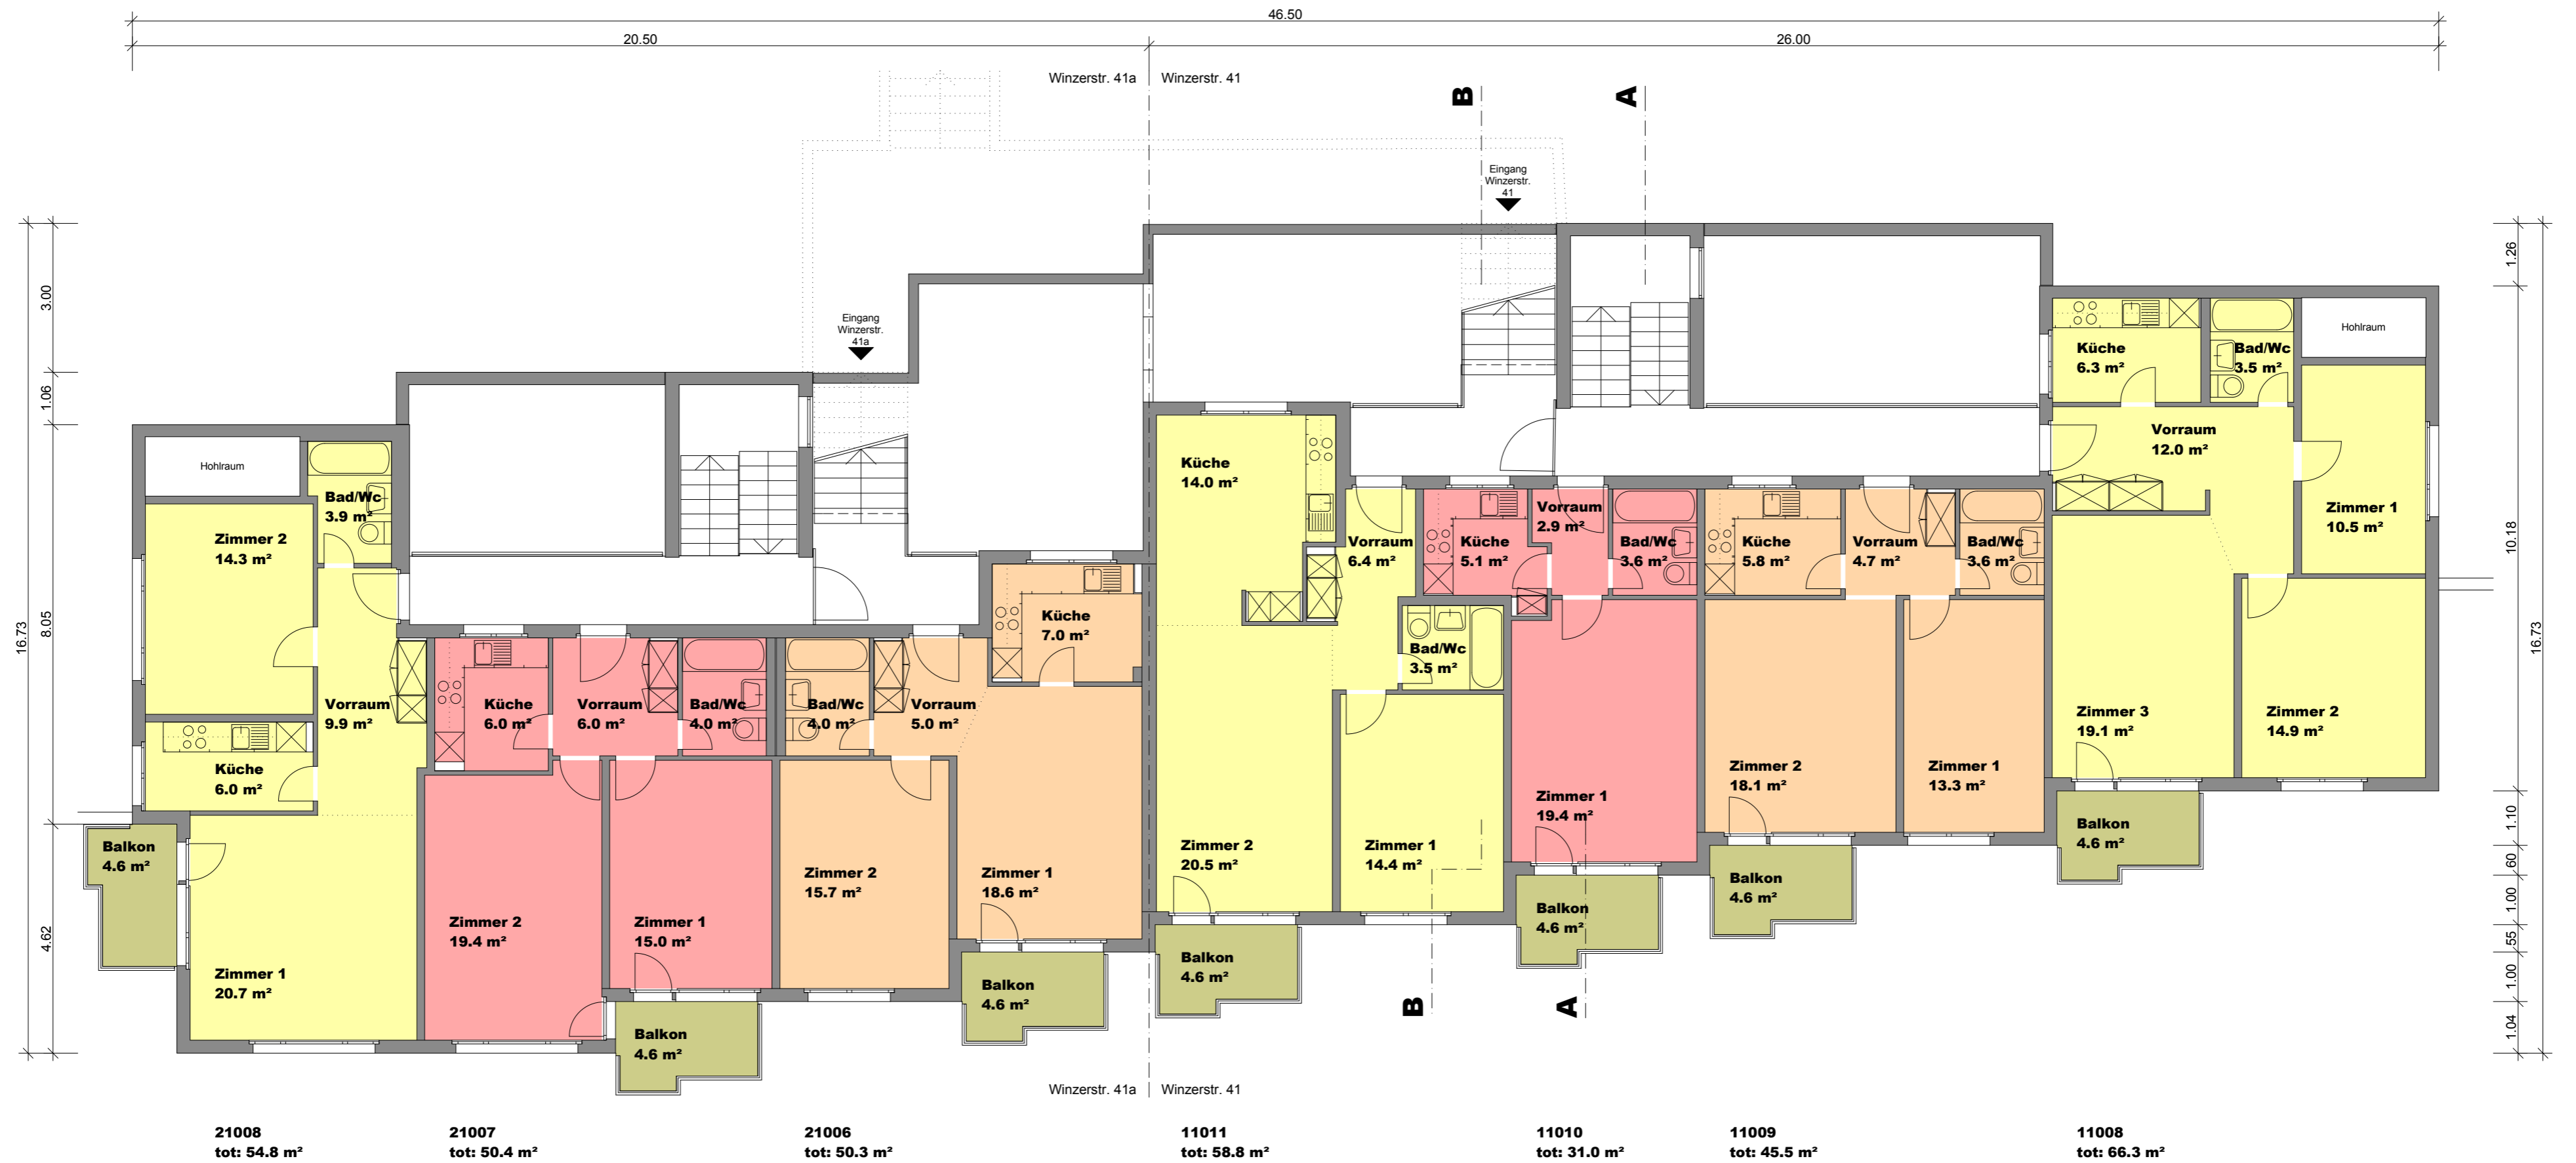 46.50
20.50
26.00
Winzerstr. 41a
Winzerstr. 41
B
A
Eingang
Winzerstr.
41
Eingang
Winzerstr.
41a
3.00
1.06
8.05
16.73
4.62
1.26
10.18
16.73
1.10
60
1.00
55
1.00
1.04
Hohlraum
Bad/Wc
3.9 m²
Zimmer 2
14.3 m²
Vorraum
9.9 m²
Küche
6.0 m²
Balkon
4.6 m²
Zimmer 1
20.7 m²
Küche
6.0 m²
Vorraum
6.0 m²
Bad/Wc
4.0 m²
Zimmer 2
19.4 m²
Zimmer 1
15.0 m²
Balkon
4.6 m²
Bad/Wc
4.0 m²
Vorraum
5.0 m²
Küche
7.0 m²
Zimmer 2
15.7 m²
Zimmer 1
18.6 m²
Balkon
4.6 m²
Küche
14.0 m²
Vorraum
6.4 m²
Bad/Wc
3.5 m²
Zimmer 2
20.5 m²
Zimmer 1
14.4 m²
Balkon
4.6 m²
Küche
5.1 m²
Vorraum
2.9 m²
Bad/Wc
3.6 m²
Zimmer 1
19.4 m²
Balkon
4.6 m²
Küche
5.8 m²
Vorraum
4.7 m²
Bad/Wc
3.6 m²
Zimmer 2
18.1 m²
Zimmer 1
13.3 m²
Balkon
4.6 m²
Küche
6.3 m²
Bad/Wc
3.5 m²
Hohlraum
Vorraum
12.0 m²
Zimmer 1
10.5 m²
Zimmer 3
19.1 m²
Zimmer 2
14.9 m²
Balkon
4.6 m²
B
A
Winzerstr. 41a
Winzerstr. 41
21008
tot: 54.8 m²
21007
tot: 50.4 m²
21006
tot: 50.3 m²
11011
tot: 58.8 m²
11010
tot: 31.0 m²
11009
tot: 45.5 m²
11008
tot: 66.3 m²